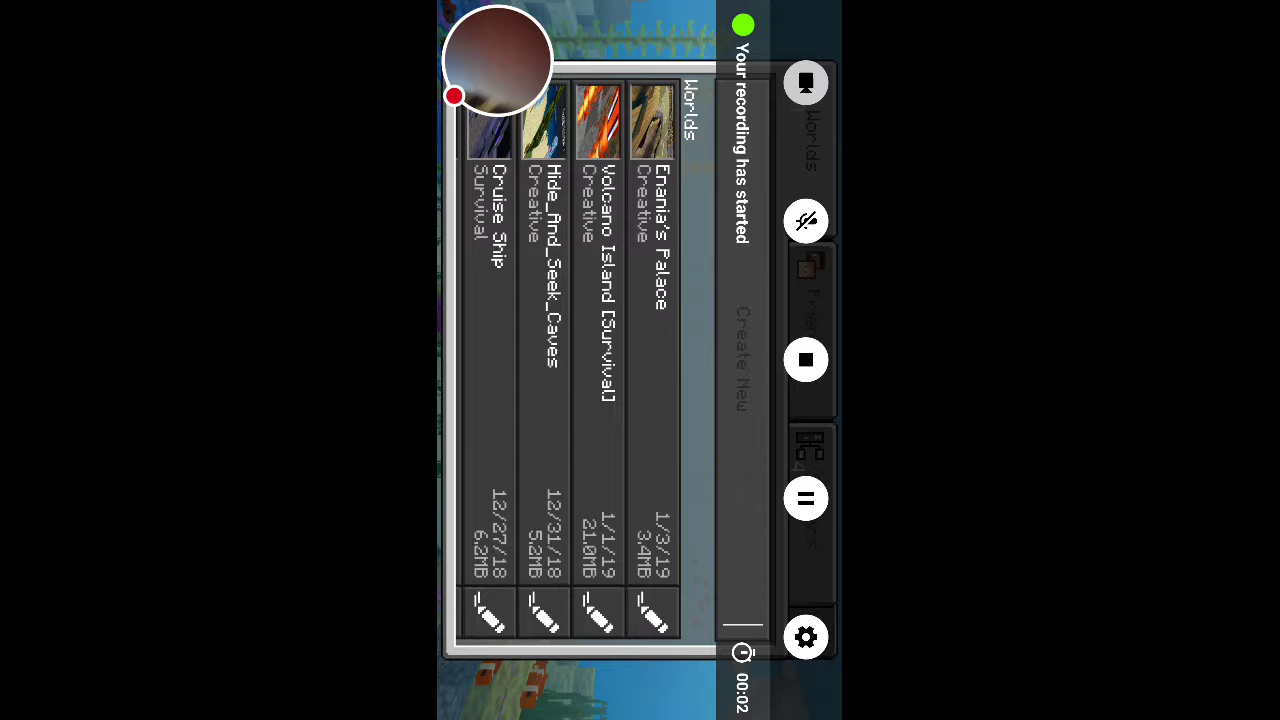 Worlds
Your recording has started
00:02
Create New
Worlds
Enania's Palace
1/3/19
Creative
3.4MB
Volcano Island [Survival]
1/1/19
Creative
21.0MB
Hide_And_Seek_Caves
12/31/18
Creative
5.2MB
Cruise Ship
12/27/18
Survival
6.2MB